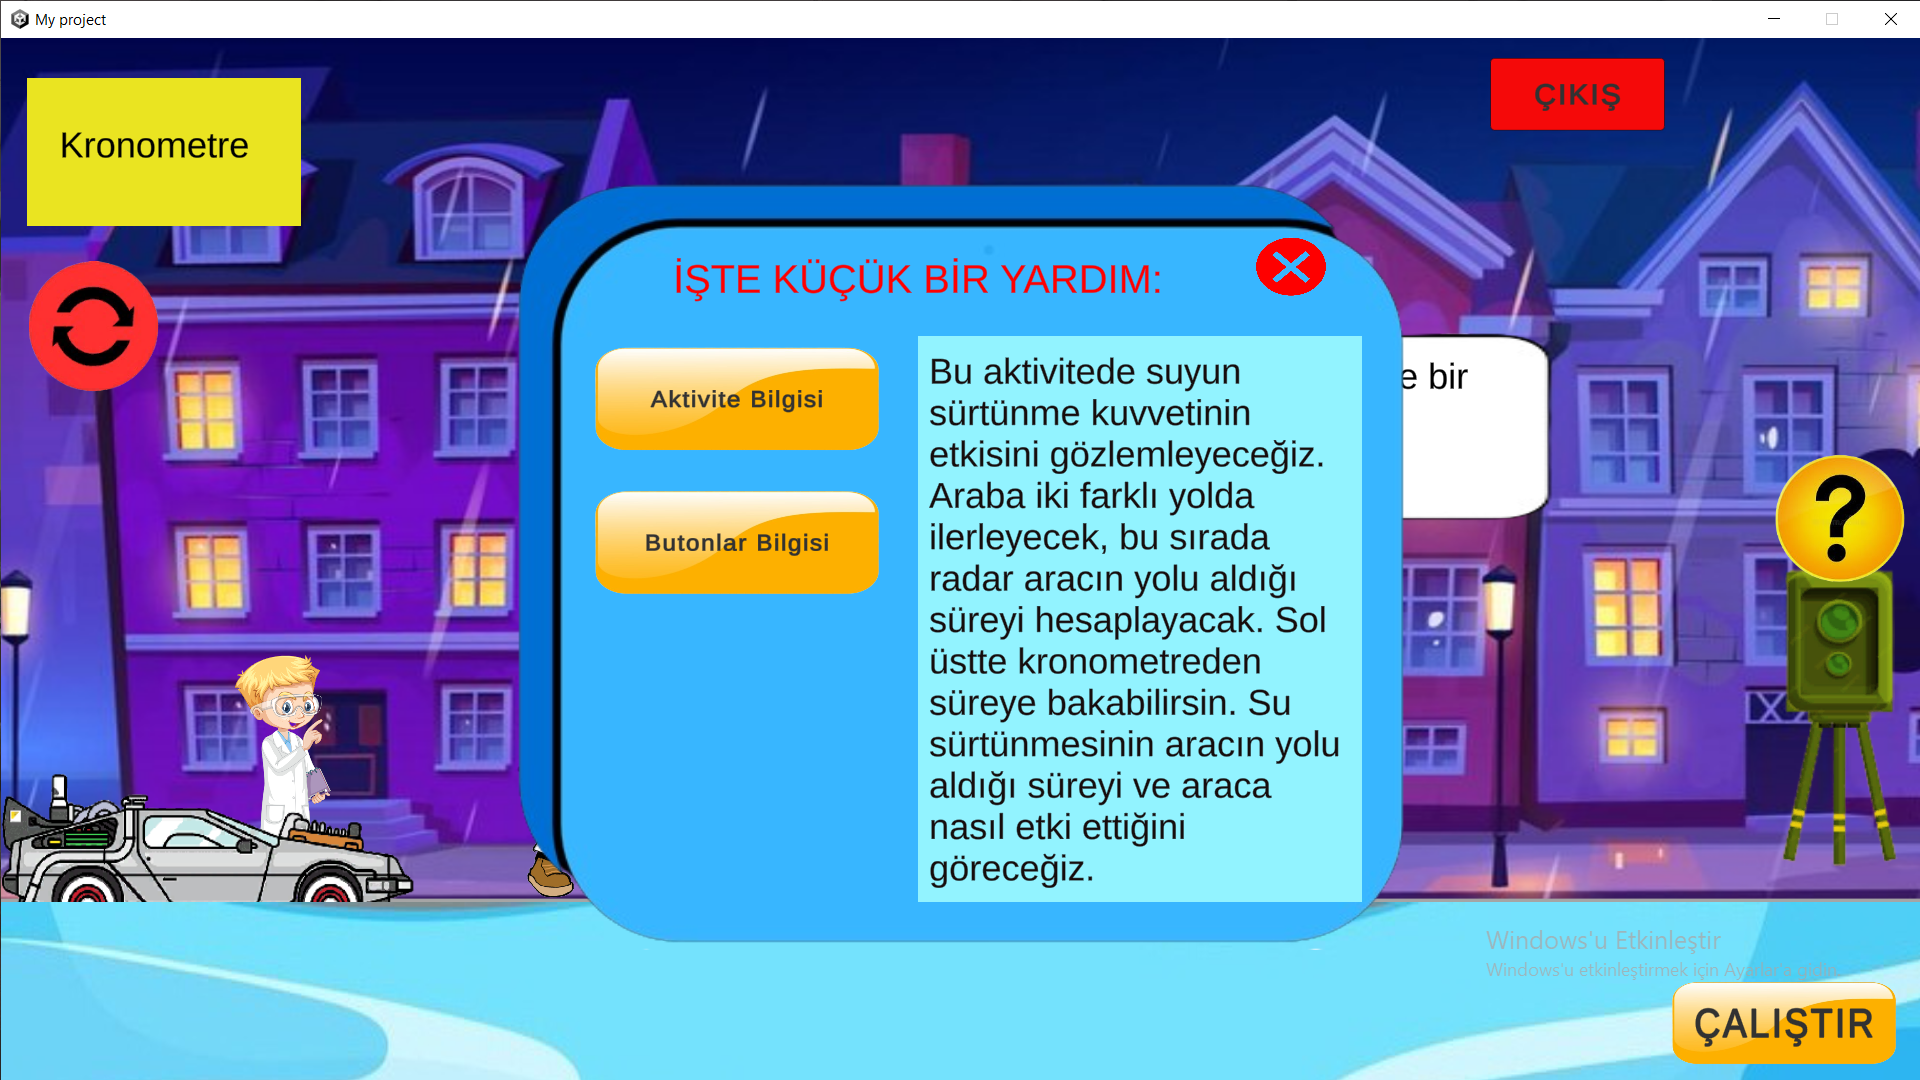 My project
ÇIKIŞ
Kronometre
İŞTE KÜÇÜK BİR YARDIM:
Aktivite Bilgisi
Butonlar Bilgisi
Bu aktivitede suyun
sürtünme kuvvetinin
etkisini gözlemleyeceğiz.
Araba iki farklı yolda
ilerleyecek, bu sırada
radar aracın yolu aldığı
süreyi hesaplayacak. Sol
üstte kronometreden
süreye bakabilirsin. Su
sürtünmesinin aracın yolu
aldığı süreyi ve araca
nasıl etki ettiğini
göreceğiz.
e bir
?
Windows'u Etkinleştir
Windows'u etkinleştirmek için Ayarlar'a gidin.
ÇALIŞTIR